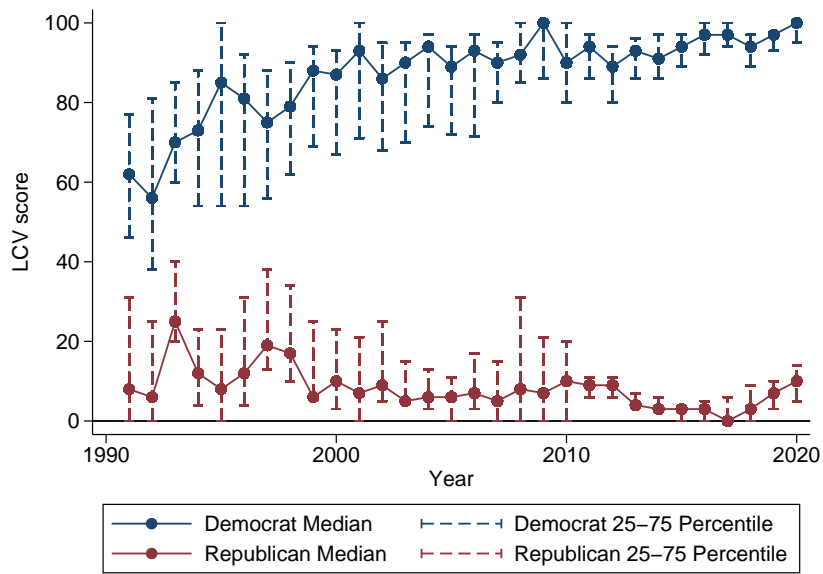 100
80
60
40
20
0
LCV score
1990
2000
2010
2020
Year
Democrat Median
Democrat 25–75 Percentile
Republican Median
Republican 25–75 Percentile